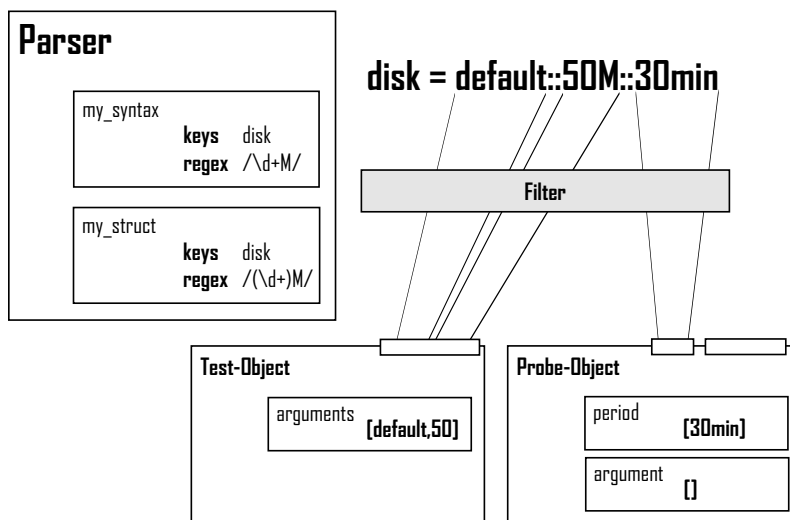 Parser
my_syntax
keys disk
regex /\d+M/
my_struct
keys disk
regex /(\d+)M/
disk = default::50M::30min
Filter
Test-Object
arguments [default,50]
Probe-Object
period [30min]
argument []